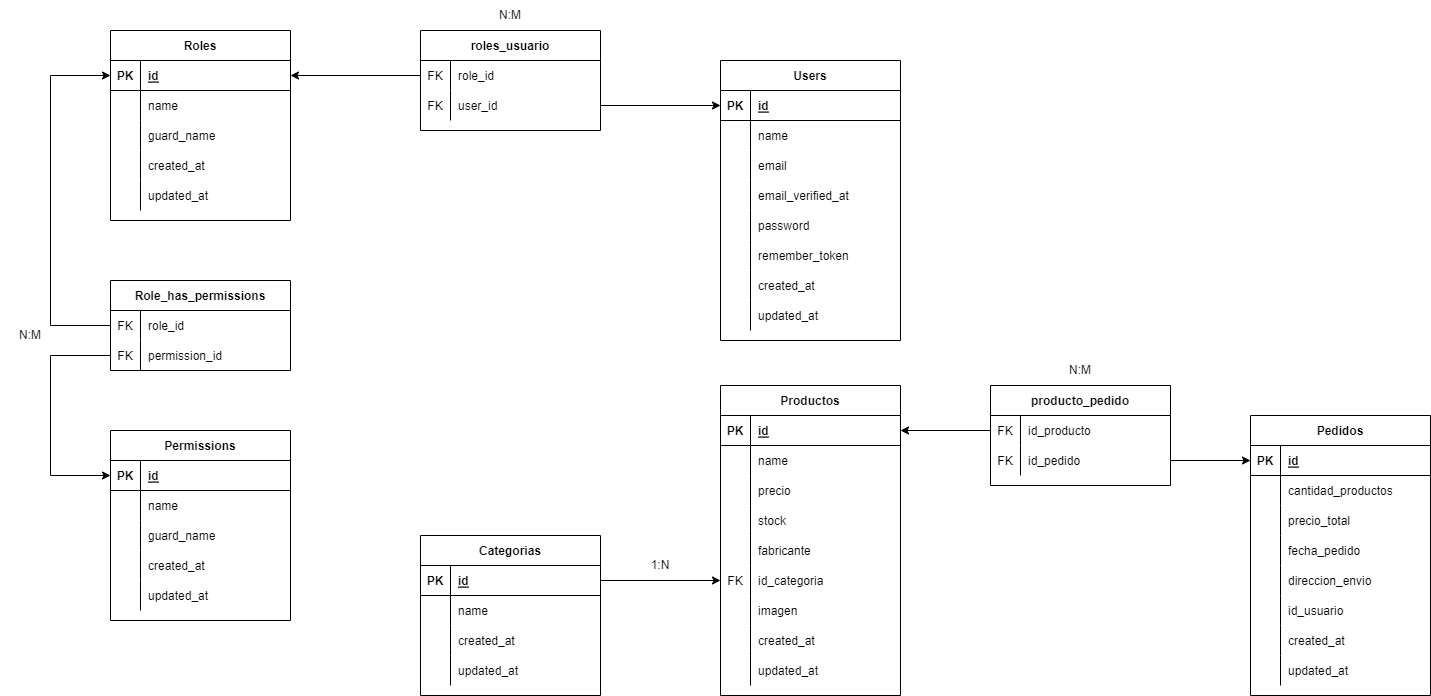 N:M
Roles
PK id
name
guard_name
created_at
updated_at
roles_usuario
FK role_id
FK user_id
Users
PK id
name
email
email_verified_at
password
remember_token
created_at
updated_at
Role_has_permissions
FK role_id
FK permission_id
N:M
Permissions
PK id
name
guard_name
created_at
updated_at
Categorias
PK id
name
created_at
updated_at
1:N
Productos
PK id
name
precio
stock
fabricante
FK id_categoria
imagen
created_at
updated_at
N:M
producto_pedido
FK id_producto
FK id_pedido
Pedidos
PK id
cantidad_productos
precio_total
fecha_pedido
direccion_envio
id_usuario
created_at
updated_at